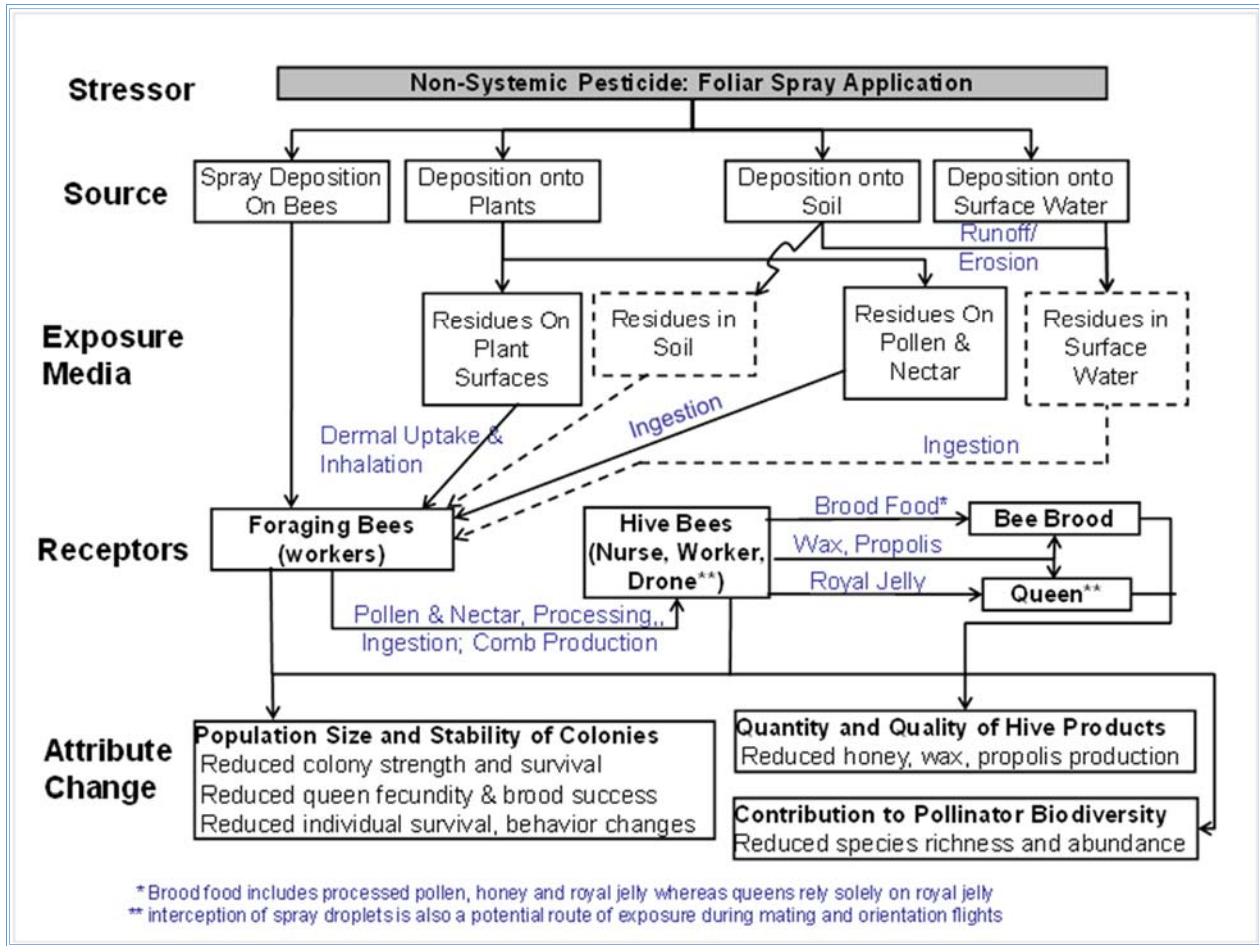 Stressor
Non-Systemic Pesticide: Foliar Spray Application
Source
Spray Deposition
On Bees
Deposition onto
Plants
Deposition onto
Soil
Deposition onto
Surface Water
Runoff/
Erosion
Exposure
Media
Residues On
Plant
Surfaces
Residues in
Soil
Residues On
Pollen &
Nectar
Residues in
Surface
Water
Dermal Uptake &
Inhalation
Ingestion
Ingestion
Receptors
Foraging Bees
(workers)
Hive Bees
(Nurse, Worker,
Drone**)
Brood Food*
Wax, Propolis
Royal Jelly
Bee Brood
Queen**
Pollen & Nectar, Processing,,
Ingestion; Comb Production
Attribute
Change
Population Size and Stability of Colonies
Reduced colony strength and survival
Reduced queen fecundity & brood success
Reduced individual survival, behavior changes
Quantity and Quality of Hive Products
Reduced honey, wax, propolis production
Contribution to Pollinator Biodiversity
Reduced species richness and abundance
* Brood food includes processed pollen, honey and royal jelly whereas queens rely solely on royal jelly
** interception of spray droplets is also a potential route of exposure during mating and orientation flights